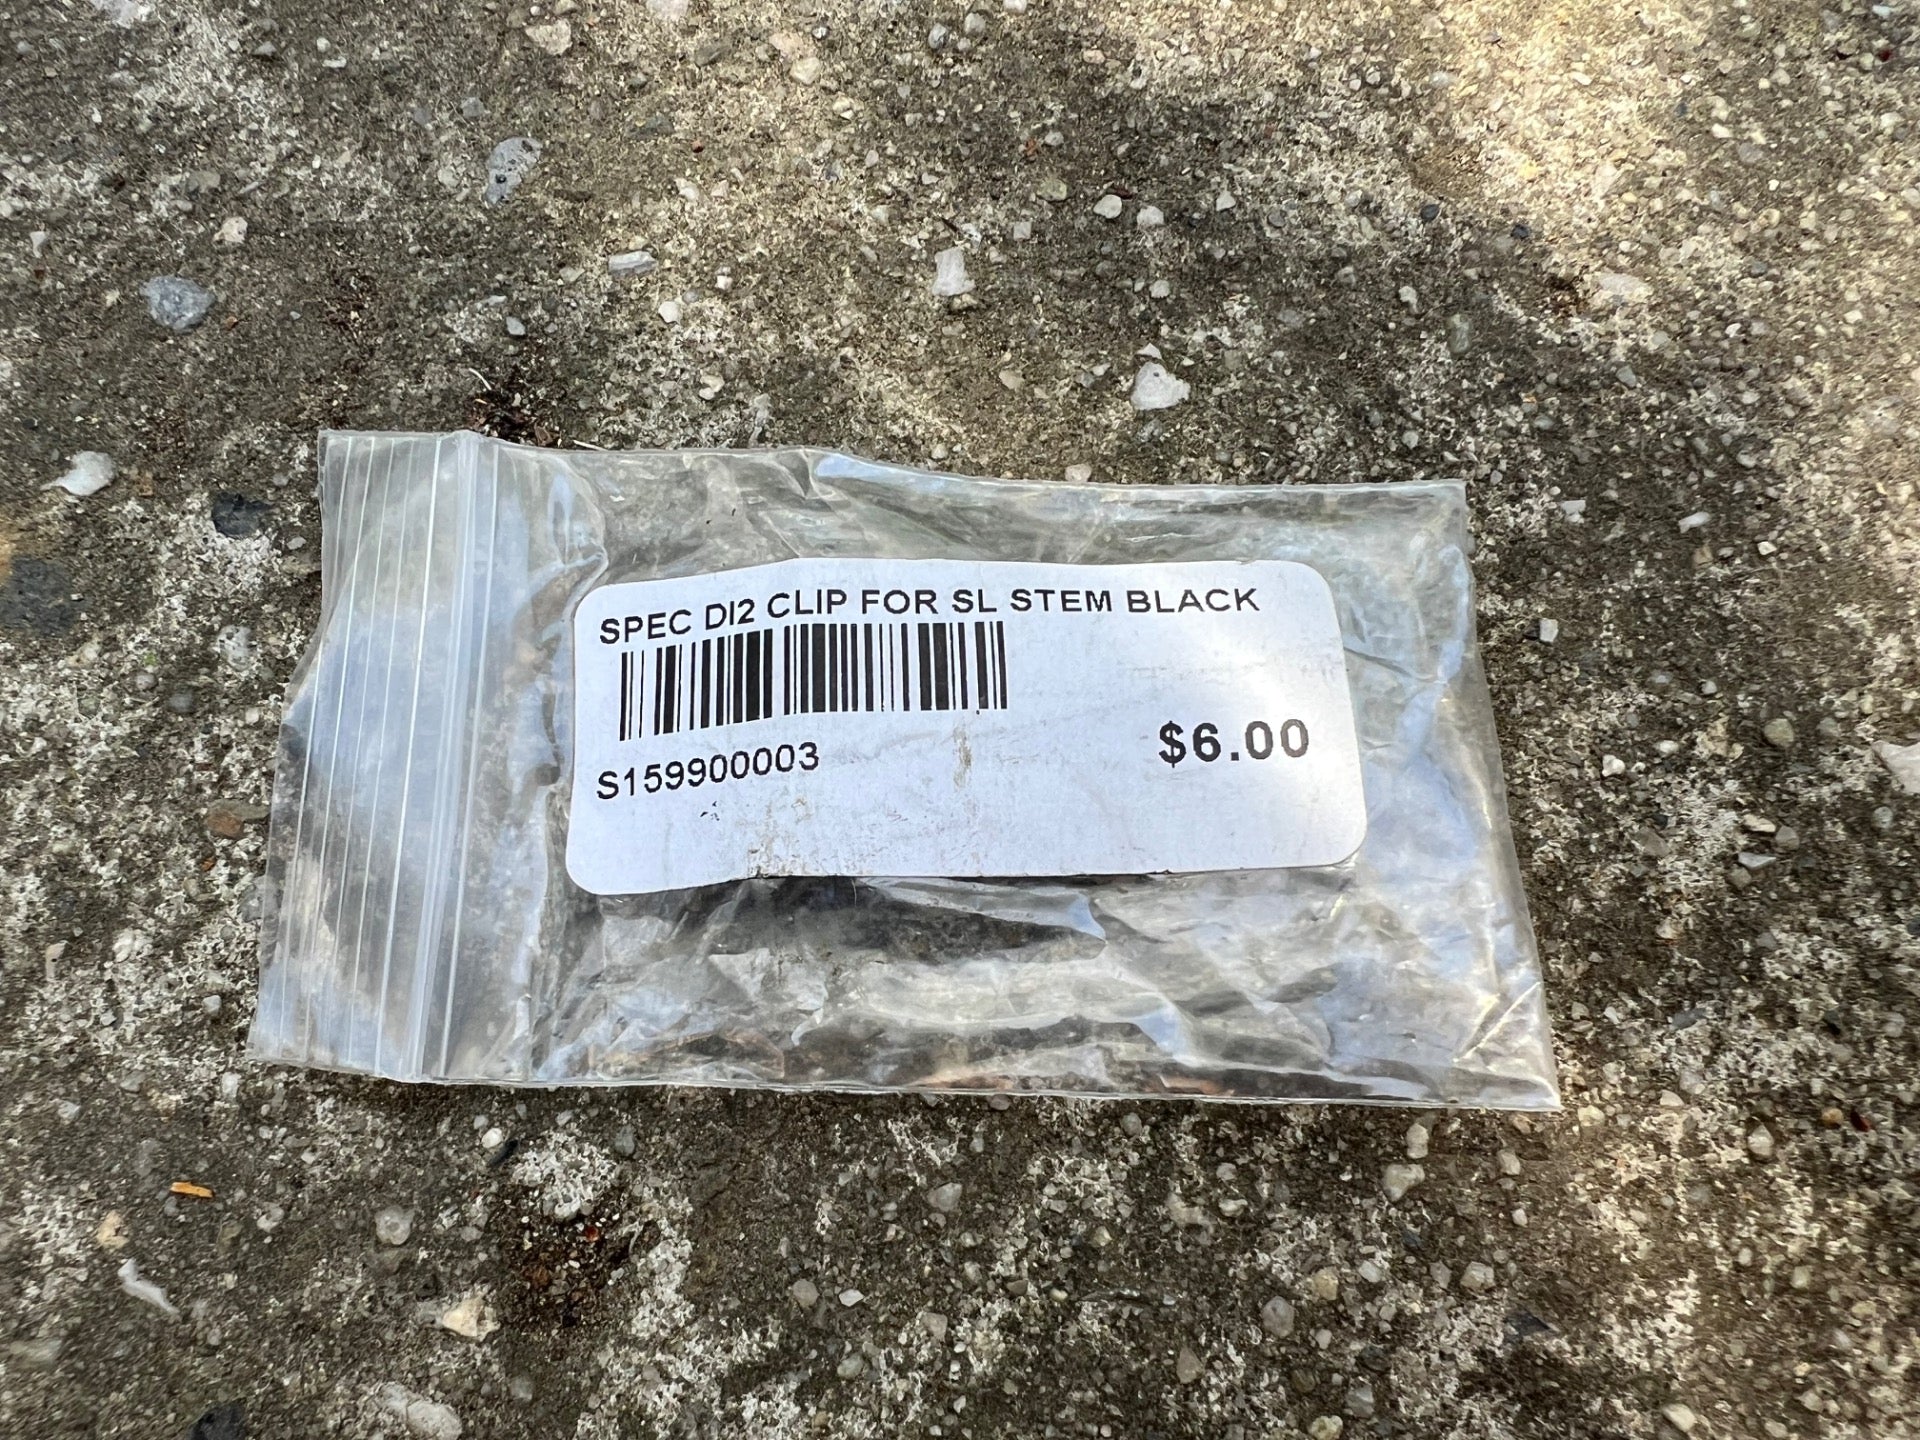 SPEC DI2 CLIP FOR SL STEM BLACK
S159900003
$6.00